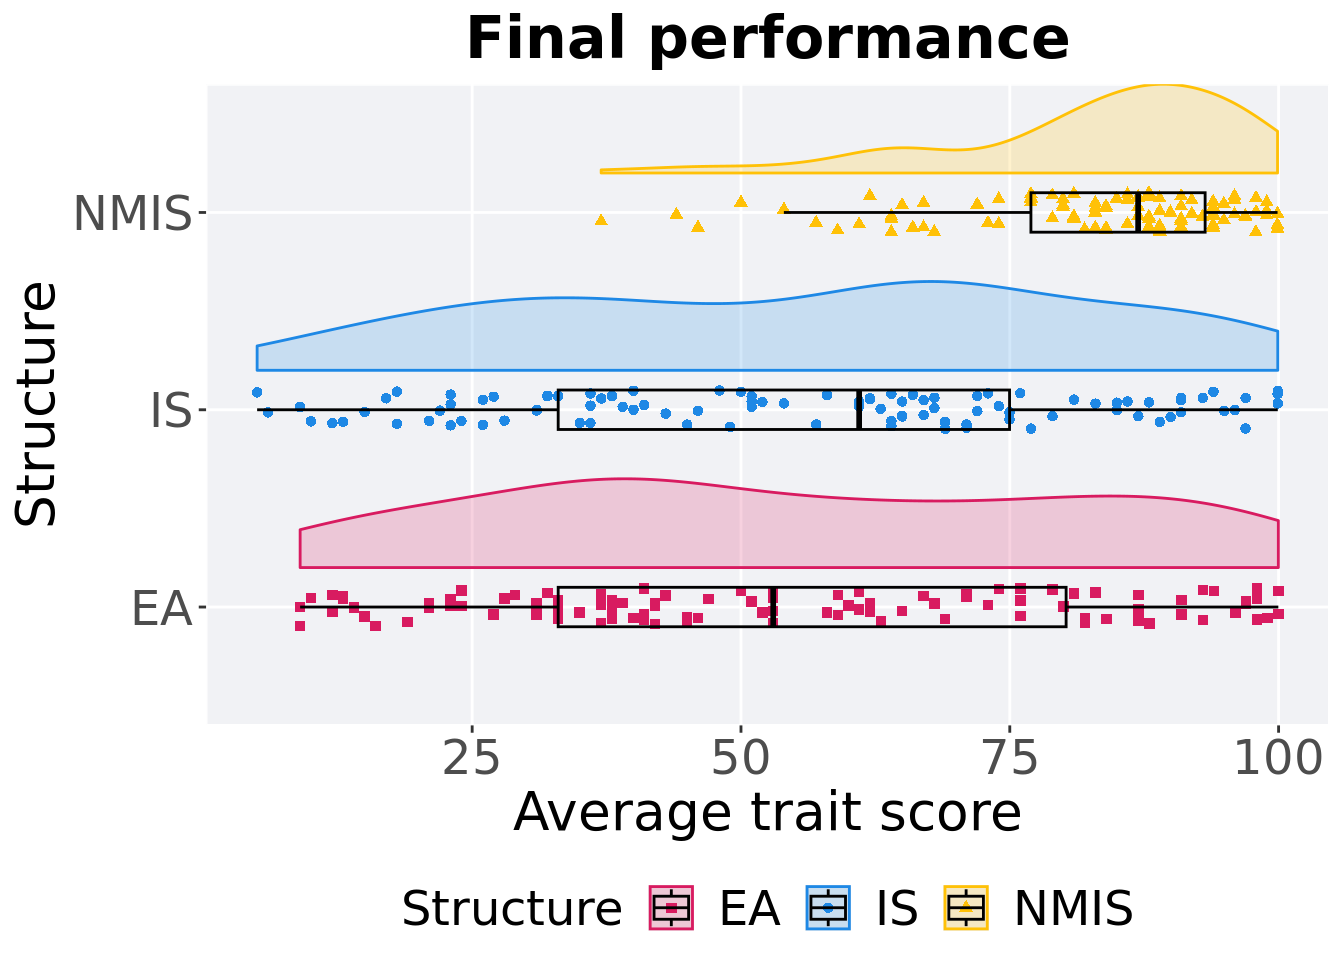 Final performance
Structure
NMIS
IS
EA
25 50 75 100
Average trait score
Structure EA IS NMIS